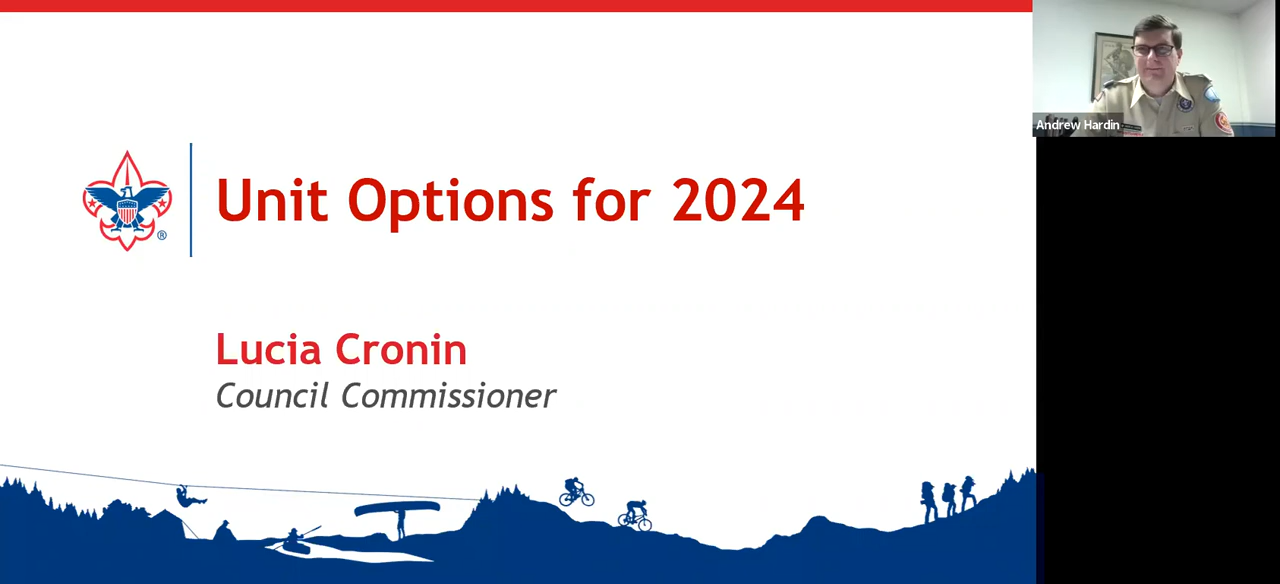 Unit Options for 2024
Lucia Cronin
Council Commissioner
®
Andrew Hardin